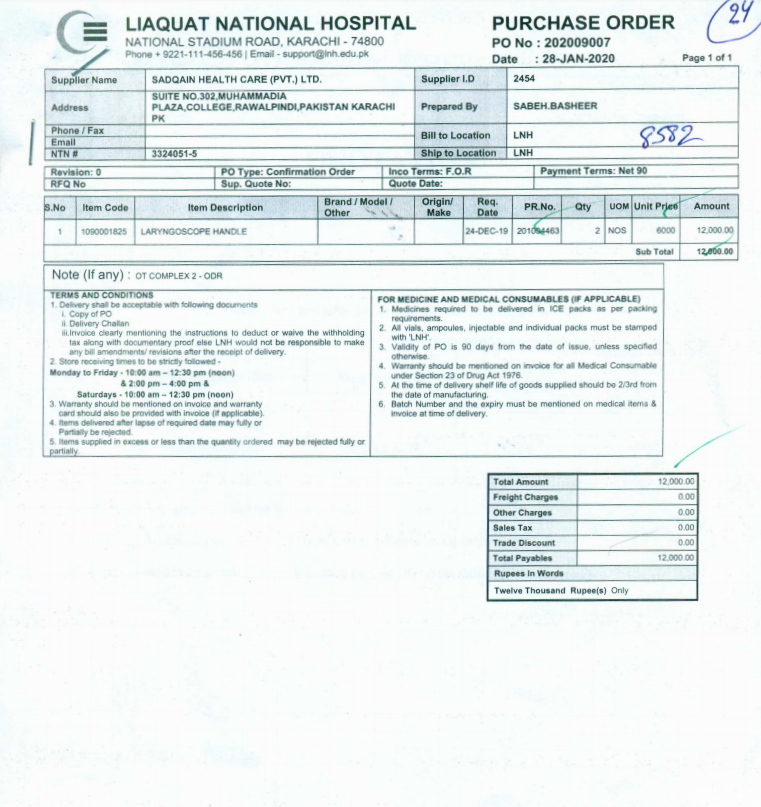 24
LIAQUAT NATIONAL HOSPITAL
NATIONAL STADIUM ROAD, KARACHI - 74800
Phone + 9221-111-456-456 | Email - support@lnh.edu.pk
PURCHASE ORDER
PO No : 202009007
Date : 28-JAN-2020
Page 1 of 1
Supplier Name SADQAIN HEALTH CARE (PVT.) LTD. Supplier I.D 2454
Address SUITE NO.302,MUHAMMADIA
PLAZA,COLLEGE,RAWALPINDI,PAKISTAN KARACHI
PK
Prepared By SABEH.BASHEER
Phone / Fax
Email
Bill to Location LNH 8582
NTN # 3324051-5 Ship to Location LNH
Revision: 0 PO Type: Confirmation Order Inco Terms: F.O.R Payment Terms: Net 90
RFQ No Sup. Quote No: Quote Date:
S.No Item Code Item Description Brand / Model / Other Origin/ Make Req. Date PR.No. Qty UOM Unit Price Amount
1 1090001825 LARYNGOSCOPE HANDLE 24-DEC-19 2 NOS 6000 12,000.00
Sub Total 12,000.00
Note (If any) : OT COMPLEX 2 - ODR
TERMS AND CONDITIONS
1. Delivery shall be acceptable with following documents
i. Copy of PO
ii. Delivery Challan
iii.Invoice clearly mentioning the instructions to deduct or waive the withholding
tax along with documentary proof else LNH would not be responsible to make
any bill amendments/ revisions after the receipt of delivery.
2. Store receiving times to be strictly followed -
Monday to Friday - 10:00 am – 12:30 pm (noon)
& 2:00 pm – 4:00 pm &
Saturdays - 10:00 am – 12:30 pm (noon)
3. Warranty should be mentioned on invoice and warranty
card should also be provided with invoice (if applicable).
4. Items delivered after lapse of required date may fully or
Partially be rejected.
5. Items supplied in excess or less than the quantity ordered may be rejected fully or
partially.
FOR MEDICINE AND MEDICAL CONSUMABLES (IF APPLICABLE)
1. Medicines required to be delivered in ICE packs as per packing
requirements.
2. All vials, ampoules, injectable and individual packs must be stamped
with 'LNH'.
3. Validity of PO is 90 days from the date of issue, unless specified
otherwise.
4. Warranty should be mentioned on invoice for all Medical Consumable
under Section 23 of Drug Act 1976.
5. At the time of delivery shelf life of goods supplied should be 2/3rd from
the date of manufacturing.
6. Batch Number and the expiry must be mentioned on medical items &
invoice at time of delivery.
Total Amount 12,000.00
Freight Charges 0.00
Other Charges 0.00
Sales Tax 0.00
Trade Discount 0.00
Total Payables 12,000.00
Rupees In Words
Twelve Thousand Rupee(s) Only